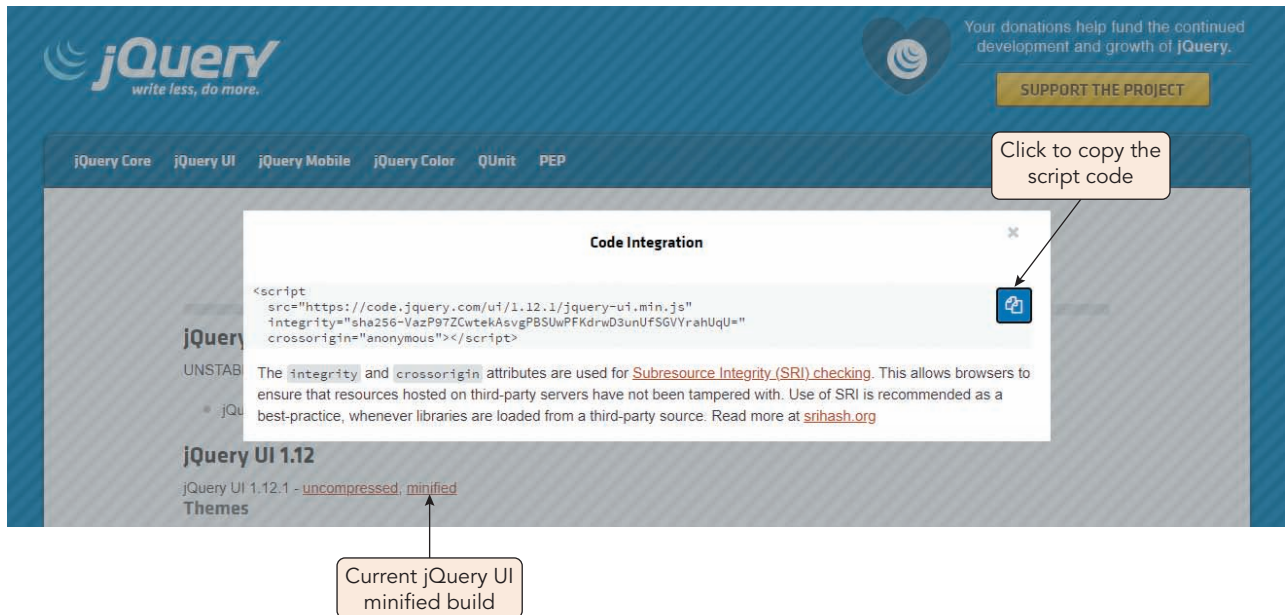 jQuery
write less, do more.
Your donations help fund the continued
development and growth of jQuery.
SUPPORT THE PROJECT
jQuery Core jQuery UI jQuery Mobile jQuery Color QUnit PEP
Click to copy the
script code
Code Integration
×
<script
src="https://code.jquery.com/ui/1.12.1/jquery-ui.min.js"
integrity="sha256-VazP97ZCwtekAsvgPBSUwPFKdrwD3unUfSGVYrahUqU="
crossorigin="anonymous"></script>
jQuery
UNSTAB
The integrity and crossorigin attributes are used for Subresource Integrity (SRI) checking. This allows browsers to
ensure that resources hosted on third-party servers have not been tampered with. Use of SRI is recommended as a
jQu
best-practice, whenever libraries are loaded from a third-party source. Read more at srihash.org
jQuery UI 1.12
jQuery UI 1.12.1 - uncompressed, minified
Themes
Current jQuery UI
minified build